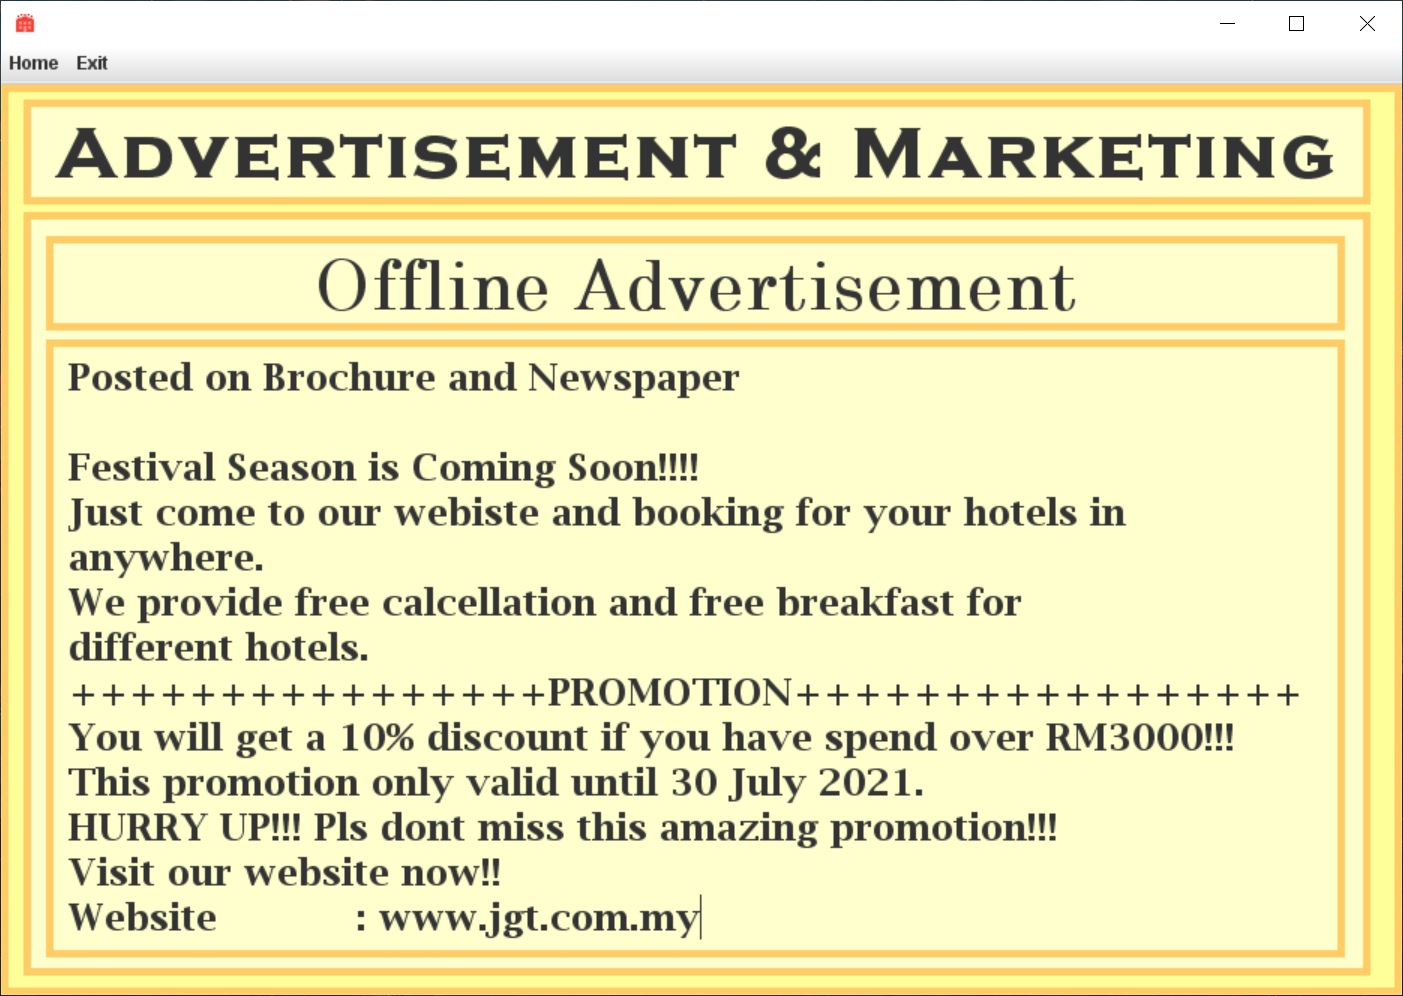 Home Exit
ADVERTISEMENT & MARKETING
Offline Advertisement
Posted on Brochure and Newspaper
Festival Season is Coming Soon!!!!
Just come to our webiste and booking for your hotels in
anywhere.
We provide free calcellation and free breakfast for
different hotels.
++++++++++++++++PROMOTION+++++++++++++++++
You will get a 10% discount if you have spend over RM3000!!!
This promotion only valid until 30 July 2021.
HURRY UP!!! Pls dont miss this amazing promotion!!!
Visit our website now!!
Website : www.jgt.com.my